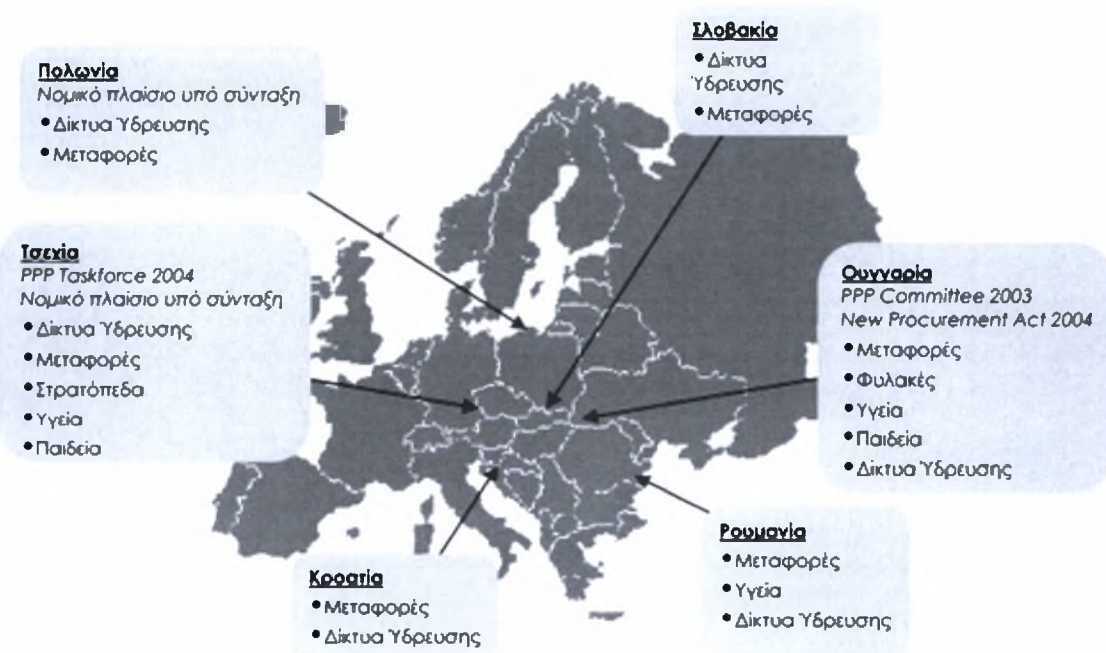 Σλοβακία
• Δίκτυα
Ύδρευσης
• Μεταφορές
Πολωνία
Νομικό πλαίσιο υπό σύνταξη
• Δίκτυα Ύδρευσης
• Μεταφορές
Τσεχία
PPP Taskforce 2004
Νομικό πλαίσιο υπό σύνταξη
• Δίκτυα Ύδρευσης
• Μεταφορές
• Στρατόπεδα
• Υγεία
• Παιδεία
Ουγγαρία
PPP Committee 2003
New Procurement Act 2004
• Μεταφορές
• Φυλακές
• Υγεία
• Παιδεία
• Δίκτυα Ύδρευσης
Κροατία
• Μεταφορές
• Δίκτυα Ύδρευσης
Ρουμανία
• Μεταφορές
• Υγεία
• Δίκτυα Ύδρευσης